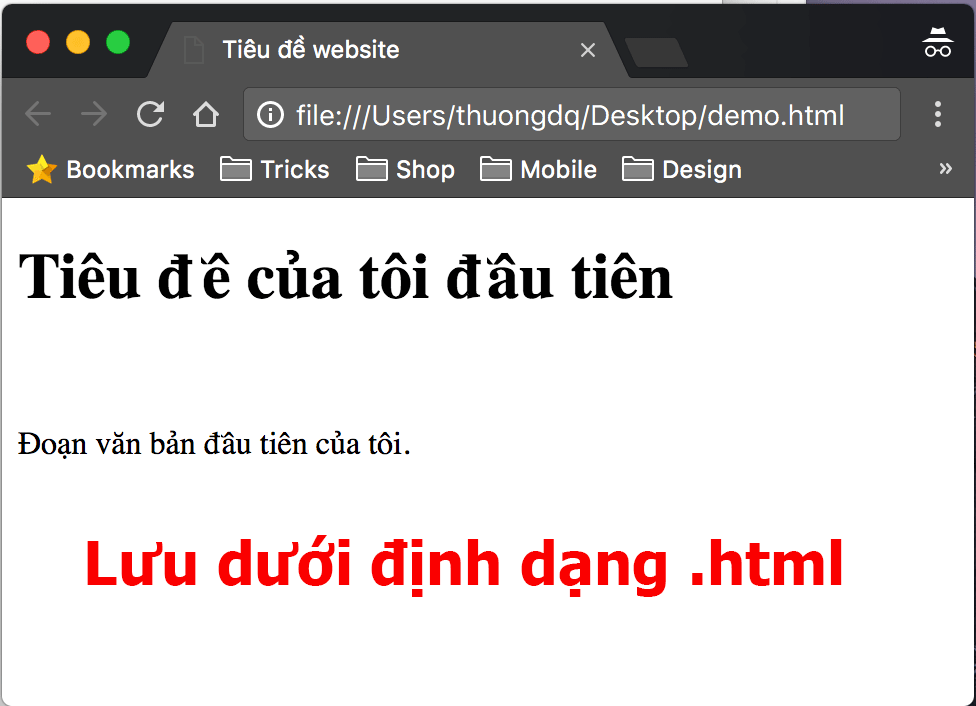 Tiêu đề website
file:///Users/thuongdq/Desktop/demo.html
Bookmarks Tricks Shop Mobile Design »
Tiêu đề của tôi đầu tiên
Đoạn văn bản đầu tiên của tôi.
Lưu dưới định dạng .html